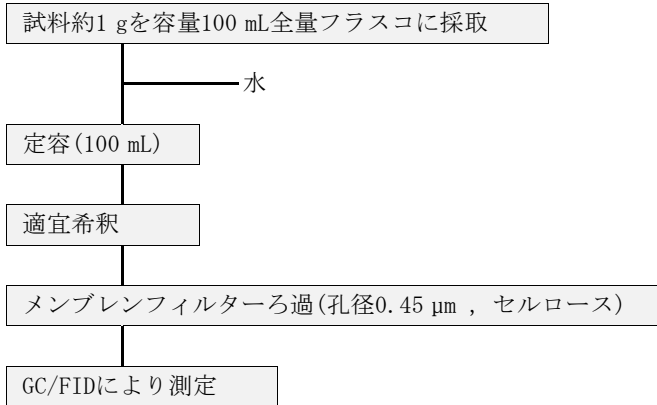 試料約1 gを容量100 mL全量フラスコに採取
水
定容(100 mL)
適宜希釈
メンブレンフィルターろ過(孔径0.45 µm , セルロース)
GC/FIDにより測定